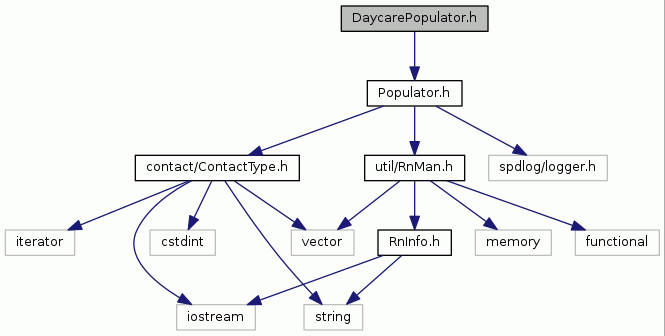 DaycarePopulator.h
Populator.h
contact/ContactType.h
util/RnMan.h
spdlog/logger.h
iterator
cstdint
vector
RnInfo.h
memory
functional
iostream
string